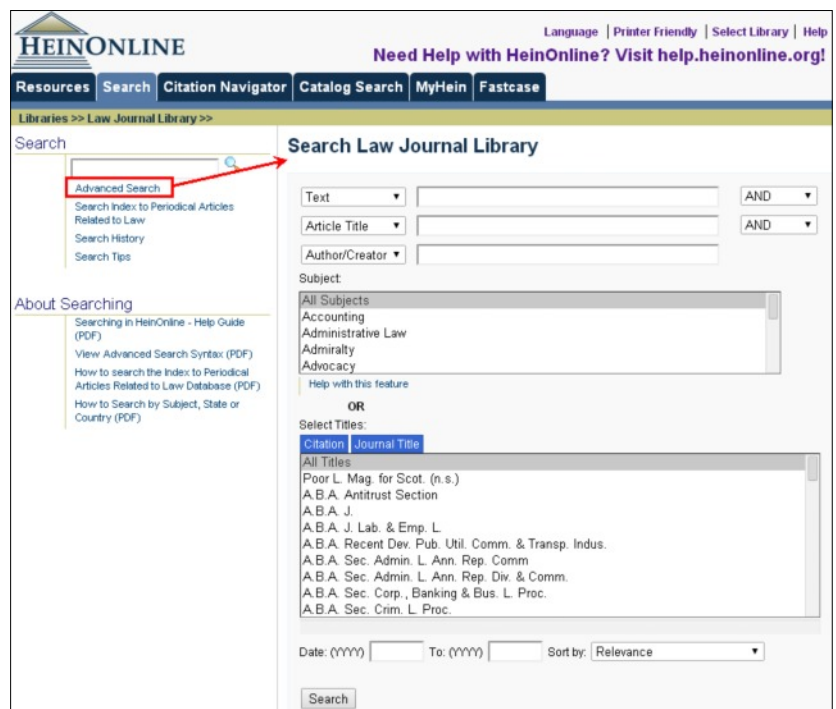 HEINONLINE
Language | Printer Friendly | Select Library | Help
Need Help with HeinOnline? Visit help.heinonline.org!
Resources Search Citation Navigator Catalog Search MyHein Fastcase
Libraries >> Law Journal Library >>
Search
Advanced Search
Search Index to Periodical Articles
Related to Law
Search History
Search Tips
About Searching
Searching in HeinOnline - Help Guide
(PDF)
View Advanced Search Syntax (PDF)
How to search the Index to Periodical
Articles Related to Law Database (PDF)
How to Search by Subject, State or
Country (PDF)
Search Law Journal Library
Text AND
Article Title AND
Author/Creator
Subject:
All Subjects
Accounting
Administrative Law
Admiralty
Advocacy
Help with this feature
OR
Select Titles:
Citation Journal Title
All Titles
Poor L. Mag. for Scot. (n.s.)
A.B.A. Antitrust Section
A.B.A. J.
A.B.A. J. Lab. & Emp. L.
A.B.A. Recent Dev. Pub. Util. Comm. & Transp. Indus.
A.B.A. Sec. Admin. L. Ann. Rep. Comm
A.B.A. Sec. Admin. L. Ann. Rep. Div. & Comm.
A.B.A. Sec. Corp., Banking & Bus. L. Proc.
A.B.A. Sec. Crim. L. Proc.
Date: (YYYY) To: (YYYY) Sort by: Relevance
Search